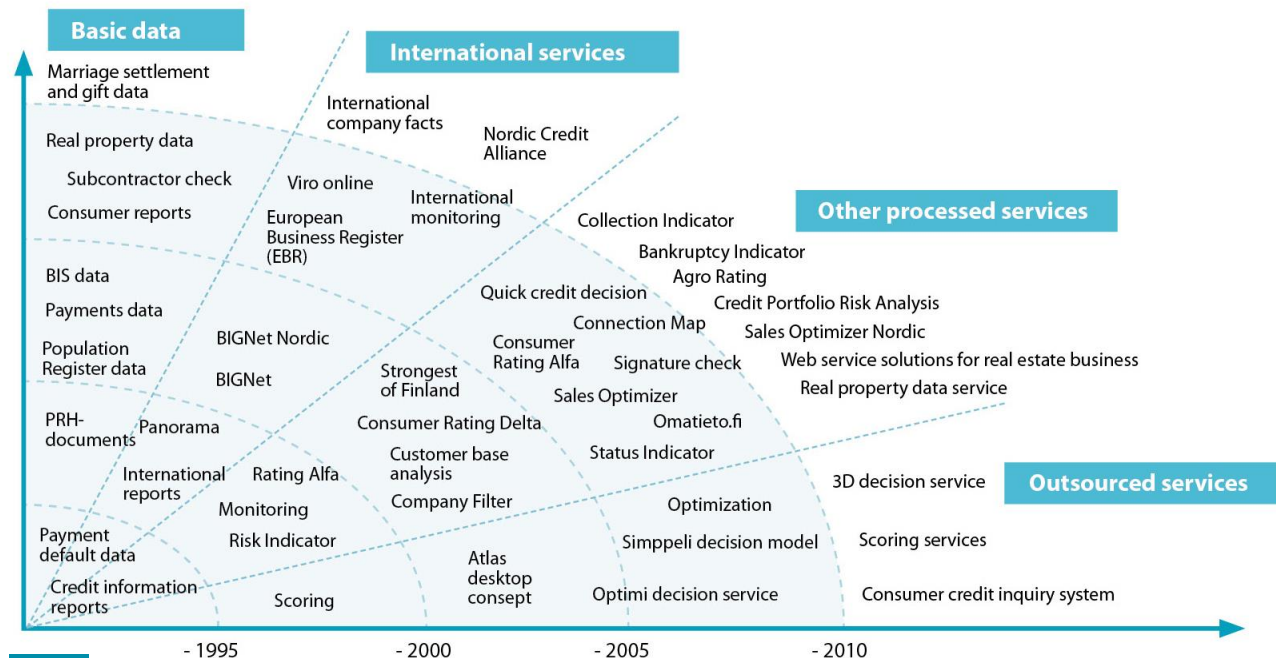 Basic data
Marriage settlement
and gift data
Real property data
Subcontractor check
Consumer reports
BIS data
Payments data
Population
Register data
PRH-
documents
Payment
default data
Credit information
reports
International services
International
company facts
Nordic Credit
Alliance
Viro online
International
monitoring
European
Business Register
(EBR)
BIGNet Nordic
BIGNet
Panorama
International
reports
Other processed services
Collection Indicator
Bankruptcy Indicator
Agro Rating
Credit Portfolio Risk Analysis
Sales Optimizer Nordic
Web service solutions for real estate business
Real property data service
Quick credit decision
Connection Map
Consumer
Rating Alfa
Signature check
Sales Optimizer
Omatieto.fi
Status Indicator
Strongest
of Finland
Consumer Rating Delta
Customer base
analysis
Company Filter
Rating Alfa
Monitoring
Risk Indicator
Outsourced services
3D decision service
Scoring services
Consumer credit inquiry system
Optimization
Simppeli decision model
Optimi decision service
Atlas
desktop
consept
Scoring
- 1995
- 2000
- 2005
- 2010